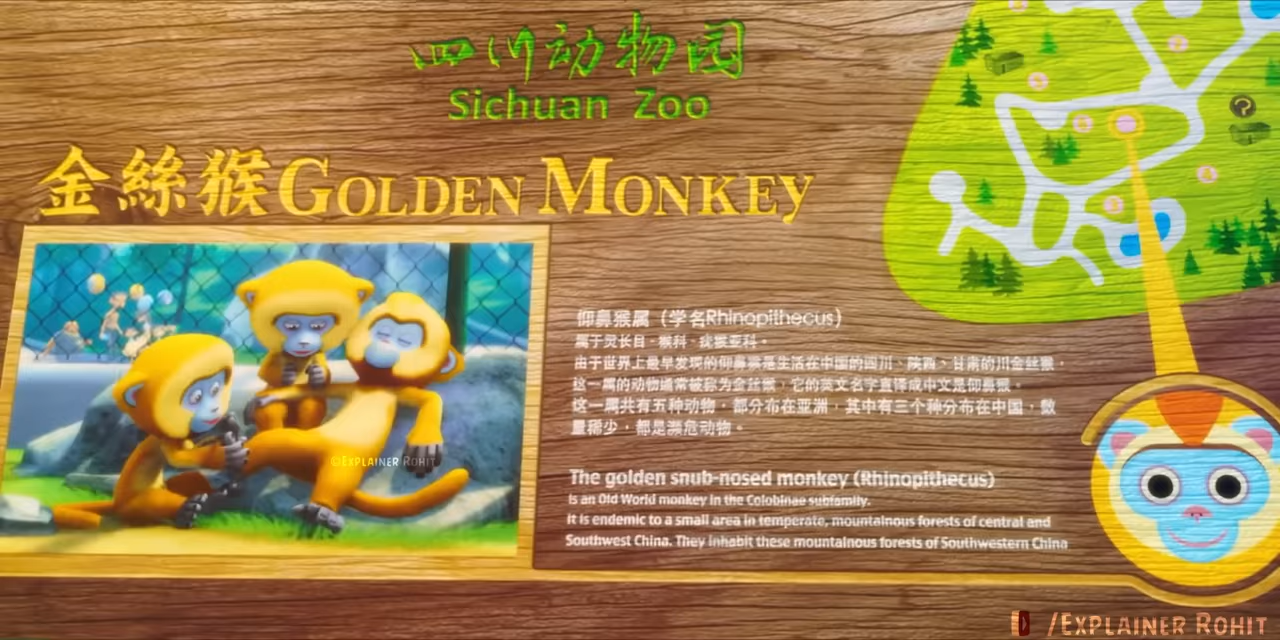 四川动物园
Sichuan Zoo
金絲猴GOLDEN MONKEY
仰鼻猴属（学名Rhinopithecus）
属于灵长目·猴科·疣猴亚科。
由于世界上最早发现的仰鼻猴是生活在中国的四川、陕西、甘肃的川金丝猴，
这一属的动物通常被称为金丝猴，它的英文名字直译成中文是仰鼻猴。
这一属共有五种动物，都分布在亚洲，其中有三个种分布在中国，数
量稀少，都是濒危动物。
The golden snub-nosed monkey (Rhinopithecus)
is an Old World monkey in the Colobinae subfamily.
It is endemic to a small area in temperate, mountainous forests of central and
Southwest China. They inhabit these mountainous forests of Southwestern China
?
©EXPLAINER ROHIT
/EXPLAINER ROHIT